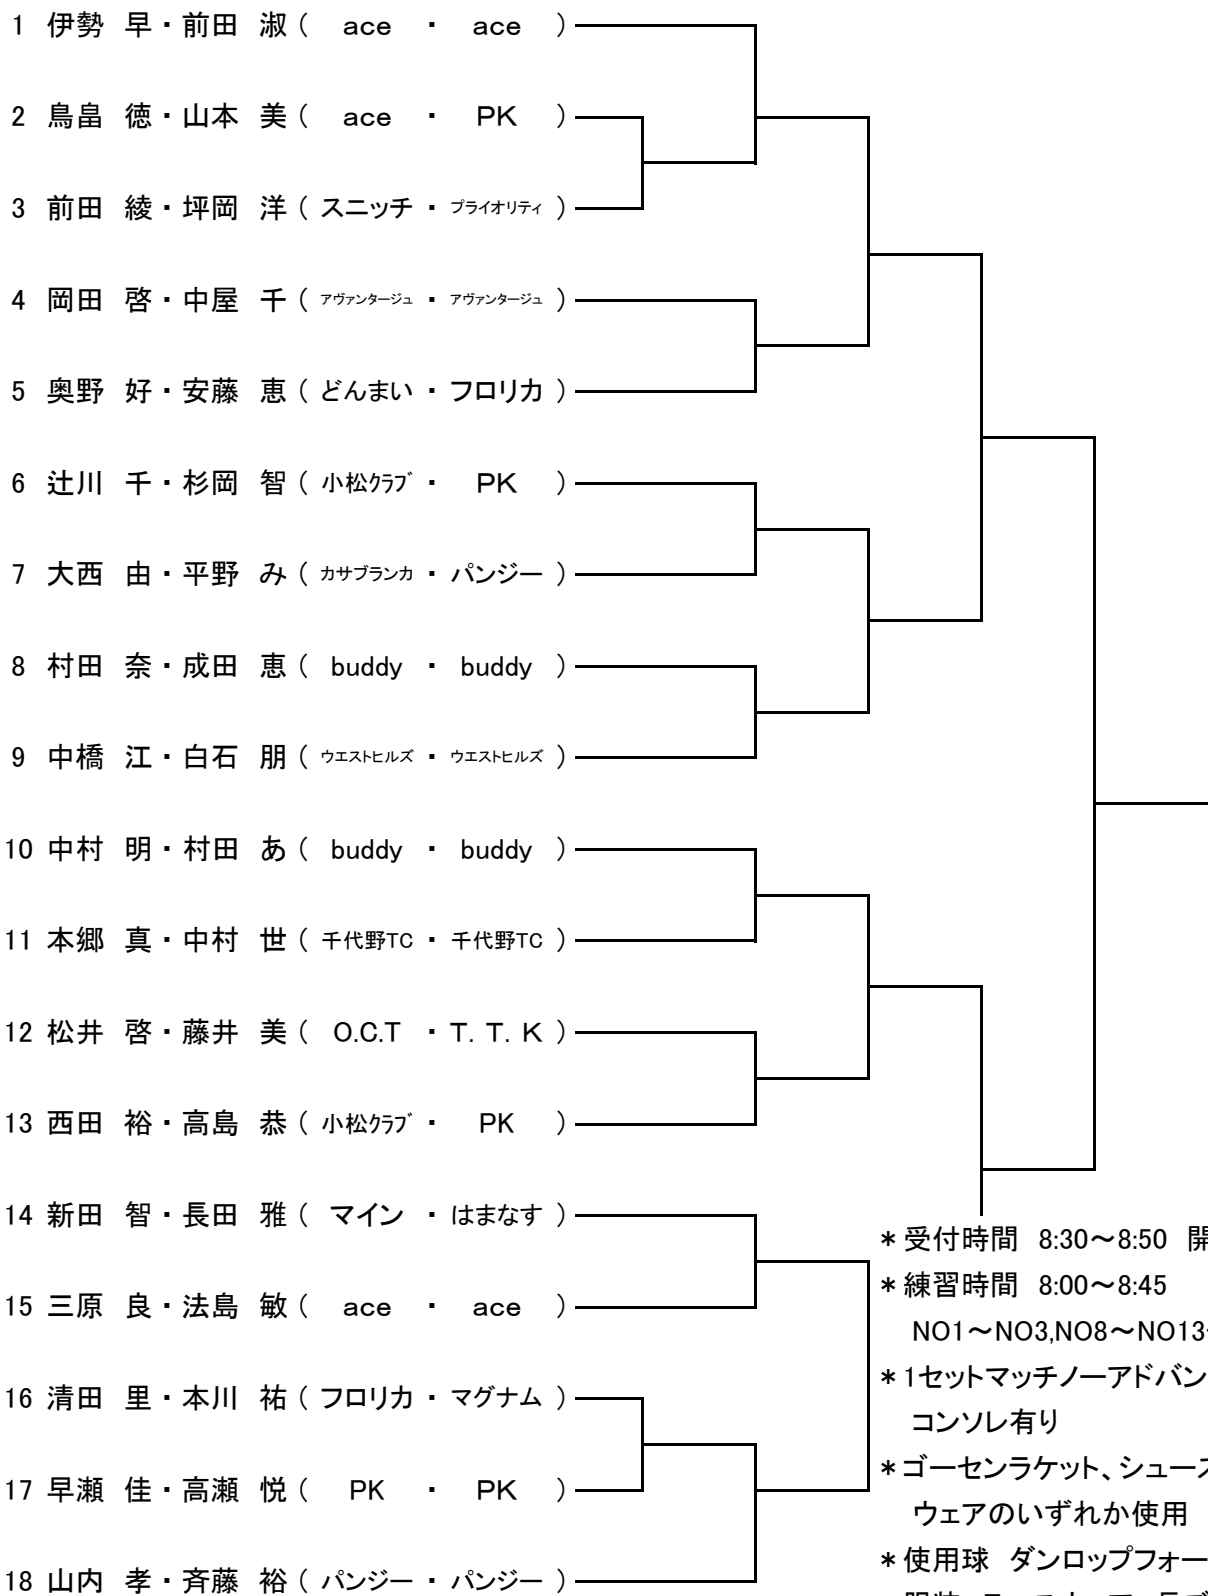 1 伊勢 早・前田 淑 ( ace ・ ace )
2 鳥畠 徳・山本 美 ( ace ・ PK )
3 前田 綾・坪岡 洋 ( スニッチ ・ プライオリティ )
4 岡田 啓・中屋 千 ( アヴァンタージュ ・ アヴァンタージュ )
5 奥野 好・安藤 恵 ( どんまい ・ フロリカ )
6 辻川 千・杉岡 智 ( 小松ｸﾗﾌﾞ ・ PK )
7 大西 由・平野 み ( カサブランカ ・ パンジー )
8 村田 奈・成田 恵 ( buddy ・ buddy )
9 中橋 江・白石 朋 ( ウエストヒルズ ・ ウエストヒルズ )
10 中村 明・村田 あ ( buddy ・ buddy )
11 本郷 真・中村 世 ( 千代野TC ・ 千代野TC )
12 松井 啓・藤井 美 ( O.C.T ・ T. T. K )
13 西田 裕・高島 恭 ( 小松ｸﾗﾌﾞ ・ PK )
14 新田 智・長田 雅 ( マイン ・ はまなす )
15 三原 良・法島 敏 ( ace ・ ace )
16 清田 里・本川 祐 ( フロリカ ・ マグナム )
17 早瀬 佳・高瀬 悦 ( PK ・ PK )
18 山内 孝・斉藤 裕 ( パンジー ・ パンジー )
＊受付時間 8:30～8:50 開
＊練習時間 8:00～8:45
NO1～NO3,NO8～NO13
＊1セットマッチノーアドバン
コンソレ有り
＊ゴーセンラケット、シューズ
ウェアのいずれか使用
＊使用球 ダンロップフォー